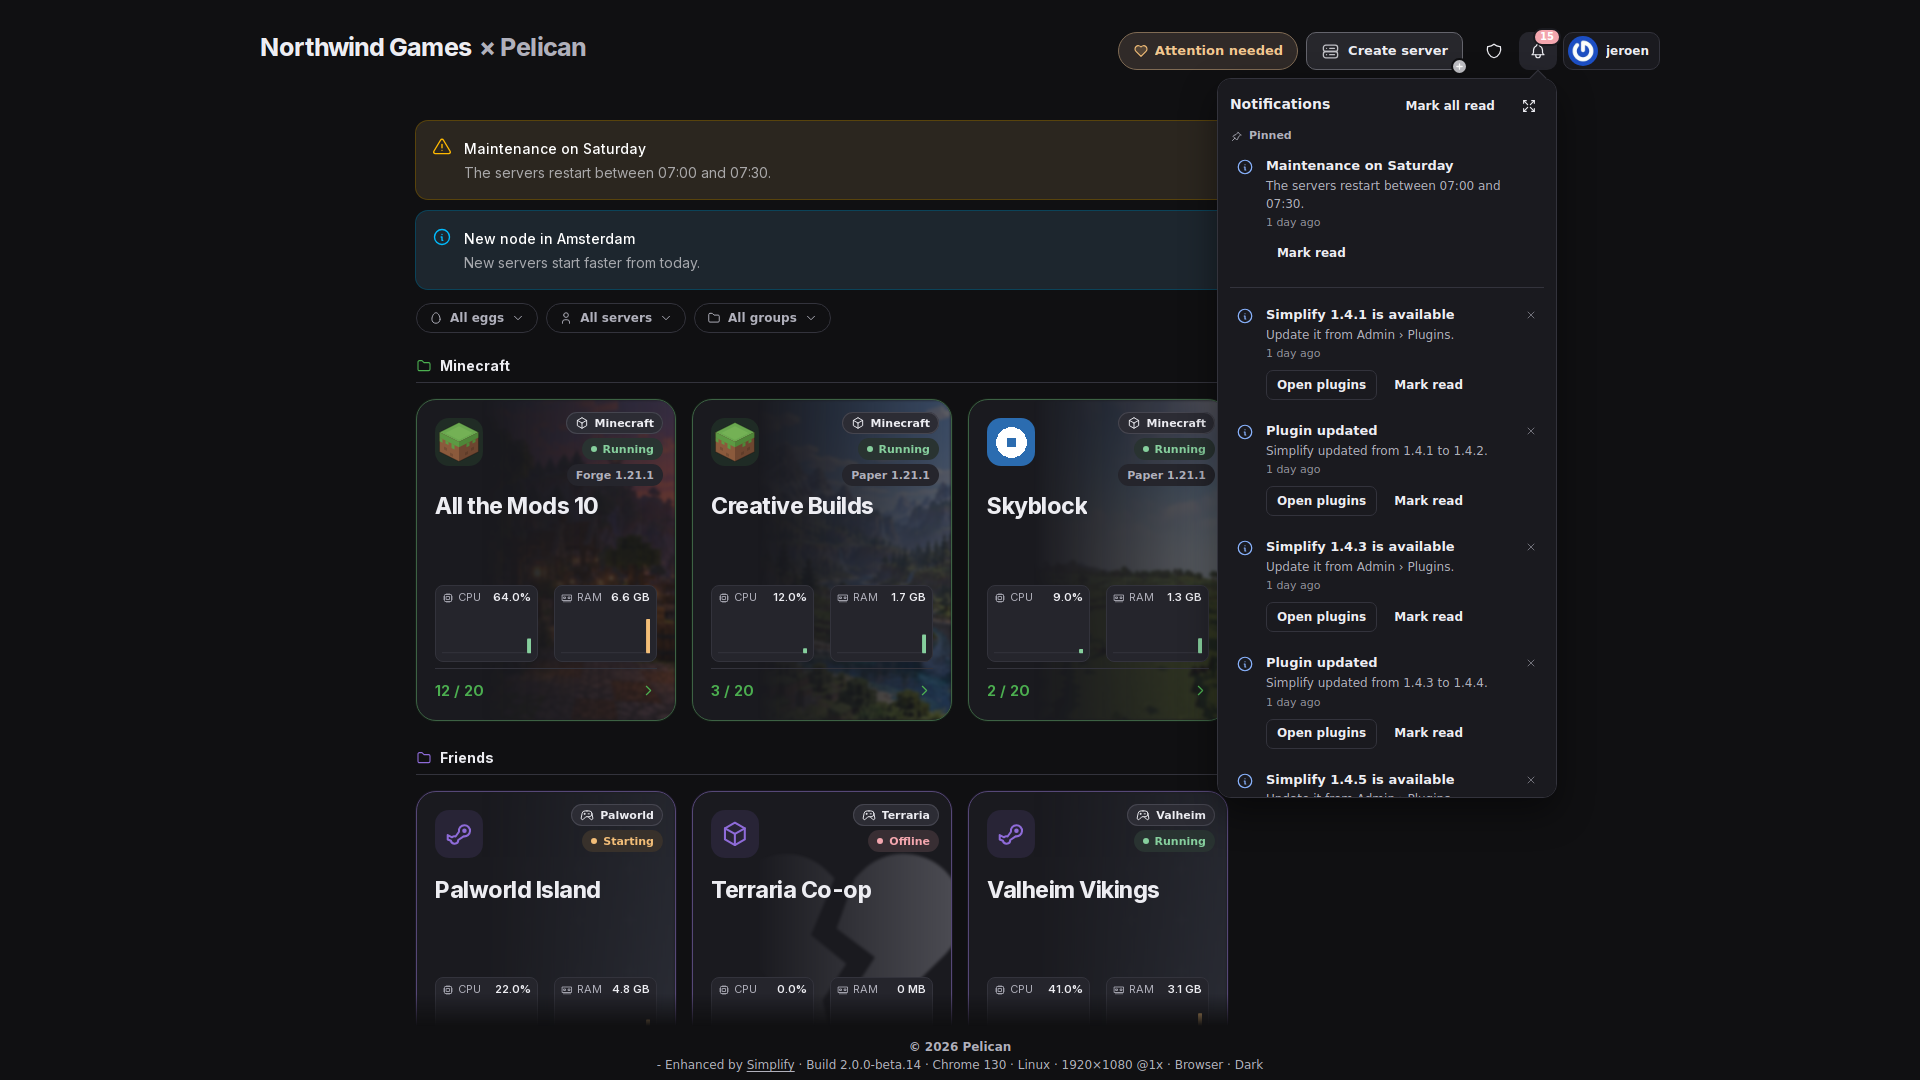 Northwind Games × Pelican
Attention needed
Create server
15
jeroen
Maintenance on Saturday
The servers restart between 07:00 and 07:30.
New node in Amsterdam
New servers start faster from today.
All eggs
All servers
All groups
Minecraft
Minecraft
Running
Forge 1.21.1
All the Mods 10
CPU 64.0%
RAM 6.6 GB
12 / 20
Minecraft
Running
Paper 1.21.1
Creative Builds
CPU 12.0%
RAM 1.7 GB
3 / 20
Minecraft
Running
Paper 1.21.1
Skyblock
CPU 9.0%
RAM 1.3 GB
2 / 20
Friends
Palworld
Starting
Palworld Island
CPU 22.0%
RAM 4.8 GB
Terraria
Offline
Terraria Co-op
CPU 0.0%
RAM 0 MB
Valheim
Running
Valheim Vikings
CPU 41.0%
RAM 3.1 GB
Notifications
Mark all read
Pinned
Maintenance on Saturday
The servers restart between 07:00 and
07:30.
1 day ago
Mark read
Simplify 1.4.1 is available
Update it from Admin › Plugins.
1 day ago
Open plugins
Mark read
Plugin updated
Simplify updated from 1.4.1 to 1.4.2.
1 day ago
Open plugins
Mark read
Simplify 1.4.3 is available
Update it from Admin › Plugins.
1 day ago
Open plugins
Mark read
Plugin updated
Simplify updated from 1.4.3 to 1.4.4.
1 day ago
Open plugins
Mark read
Simplify 1.4.5 is available
© 2026 Pelican
- Enhanced by Simplify · Build 2.0.0-beta.14 · Chrome 130 · Linux · 1920×1080 @1x · Browser · Dark